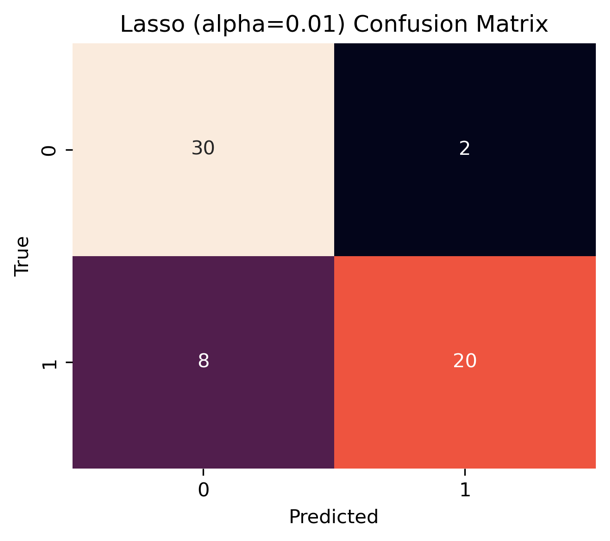 Lasso (alpha=0.01) Confusion Matrix
0
30
2
True
1
8
20
0
1
Predicted